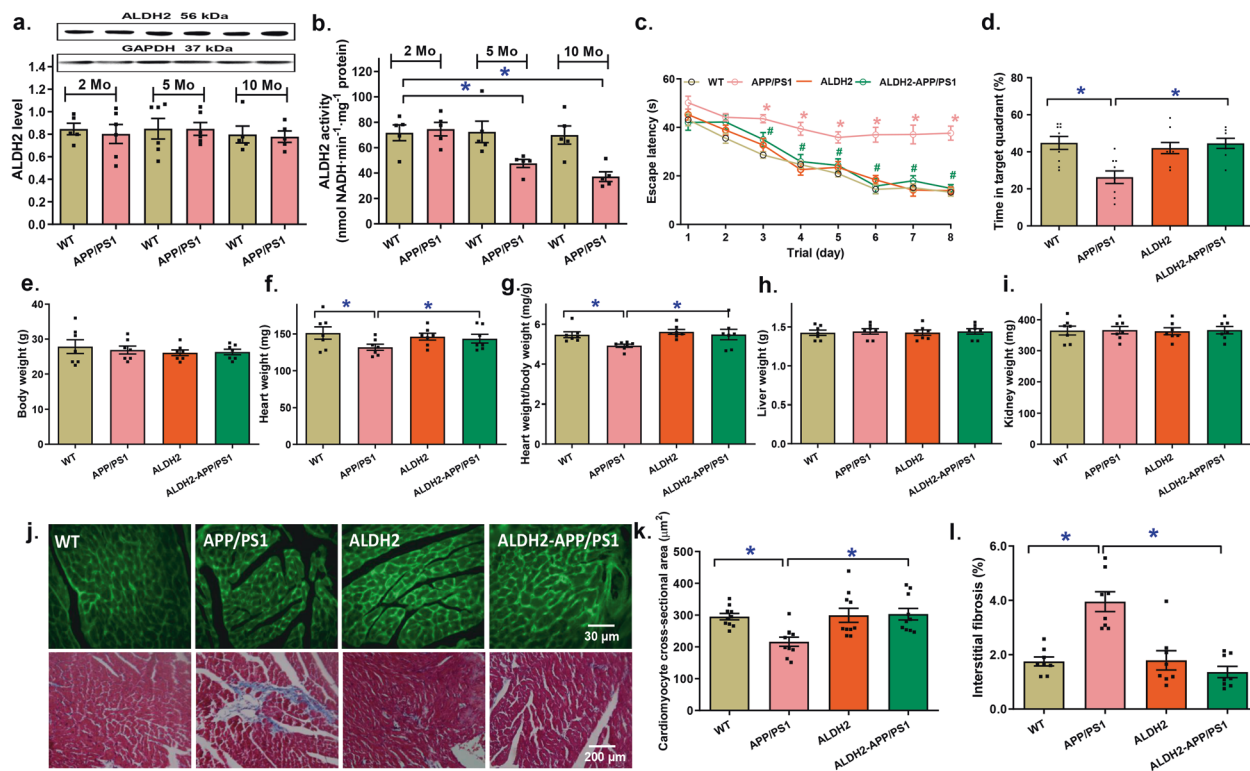 a.
ALDH2 56 kDa
GAPDH 37 kDa
ALDH2 level
1.4
1.2
1.0
0.8
0.6
0.4
0.2
0.0
2 Mo
5 Mo
10 Mo
WT
APP/PS1
WT
APP/PS1
WT
APP/PS1
b.
ALDH2 activity
(nmol NADH·min⁻¹·mg⁻¹ protein)
140
120
100
80
60
40
20
0
2 Mo
5 Mo
10 Mo
*
*
WT
APP/PS1
WT
APP/PS1
WT
APP/PS1
c.
WT
APP/PS1
ALDH2
ALDH2-APP/PS1
Escape latency (s)
60
40
20
0
* * * * * *
# # # # # #
1 2 3 4 5 6 7 8
Trial (day)
d.
Time in target quadrant (%)
80
60
40
20
0
*
*
WT
APP/PS1
ALDH2
ALDH2-APP/PS1
e.
Body weight (g)
40
30
20
10
0
WT
APP/PS1
ALDH2
ALDH2-APP/PS1
f.
Heart weight (mg)
150
100
50
0
*
*
WT
APP/PS1
ALDH2
ALDH2-APP/PS1
g.
Heart weight/body weight (mg/g)
6
4
2
0
*
*
WT
APP/PS1
ALDH2
ALDH2-APP/PS1
h.
Liver weight (g)
2.0
1.5
1.0
0.5
0.0
WT
APP/PS1
ALDH2
ALDH2-APP/PS1
i.
Kidney weight (mg)
400
300
200
100
0
WT
APP/PS1
ALDH2
ALDH2-APP/PS1
j.
WT
APP/PS1
ALDH2
ALDH2-APP/PS1
30 µm
200 µm
k.
Cardiomyocyte cross-sectional area (µm²)
500
400
300
200
100
0
*
*
WT
APP/PS1
ALDH2
ALDH2-APP/PS1
l.
Interstitial fibrosis (%)
6.0
4.0
2.0
0.0
*
*
WT
APP/PS1
ALDH2
ALDH2-APP/PS1